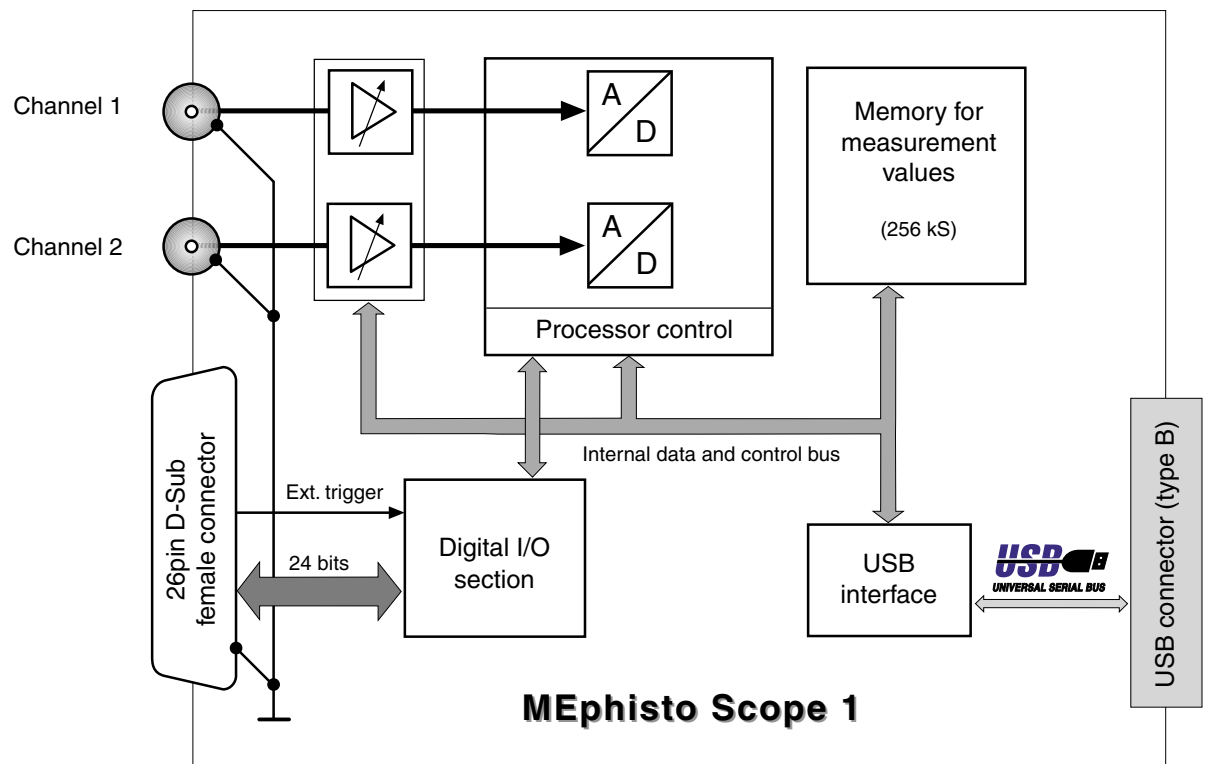 Channel 1
A
D
Memory for
measurement
values
(256 kS)
Channel 2
A
D
Processor control
Internal data and control bus
26pin D-Sub
female connector
Ext. trigger
24 bits
Digital I/O
section
USB
interface
USB
UNIVERSAL SERIAL BUS
USB connector (type B)
MEphisto Scope 1